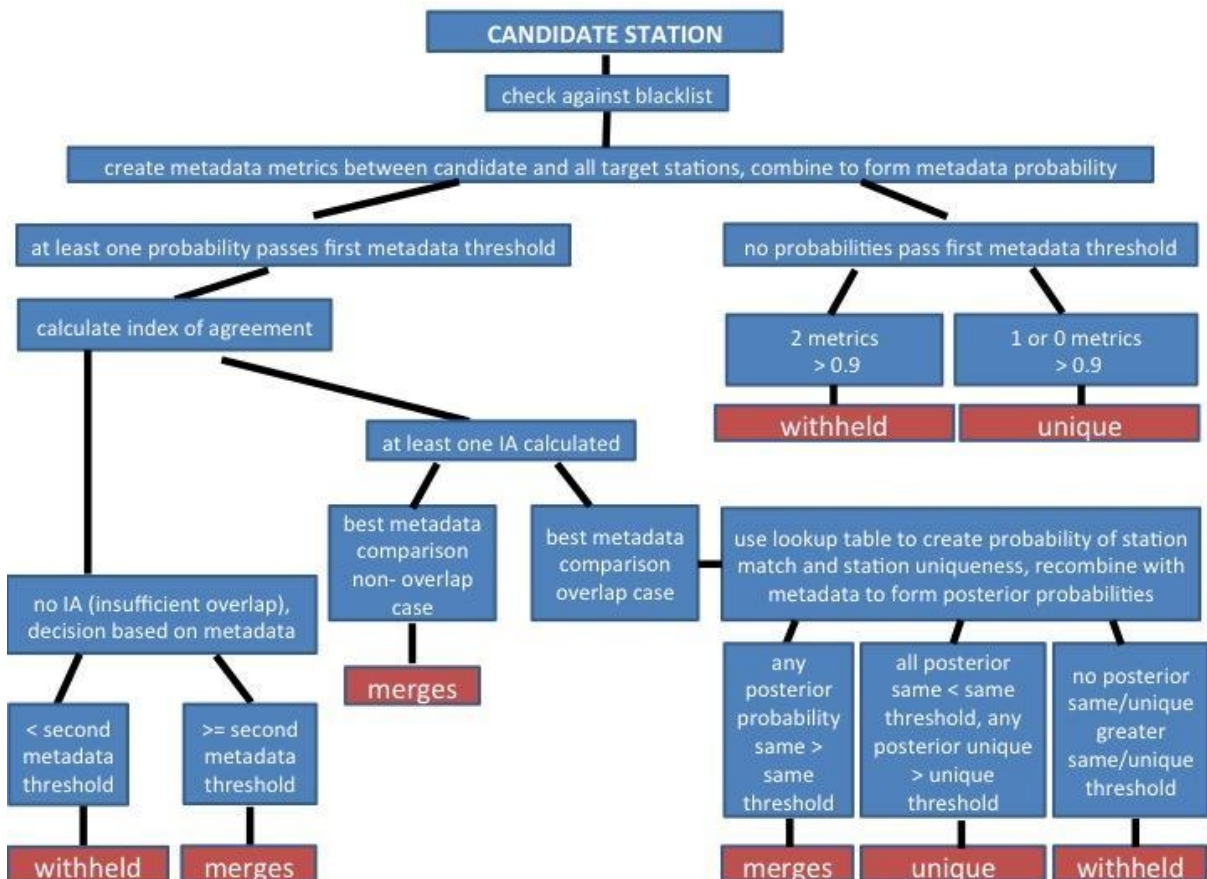 CANDIDATE STATION
check against blacklist
create metadata metrics between candidate and all target stations, combine to form metadata probability
at least one probability passes first metadata threshold
no probabilities pass first metadata threshold
calculate index of agreement
2 metrics
> 0.9
1 or 0 metrics
> 0.9
withheld
unique
at least one IA calculated
best metadata
comparison
non- overlap
case
best metadata
comparison
overlap case
use lookup table to create probability of station
match and station uniqueness, recombine with
metadata to form posterior probabilities
no IA (insufficient overlap),
decision based on metadata
merges
< second
metadata
threshold
>= second
metadata
threshold
any
posterior
probability
same >
same
threshold
all posterior
same < same
threshold, any
posterior unique
> unique
threshold
no posterior
same/unique
greater
same/unique
threshold
withheld
merges
merges
unique
withheld